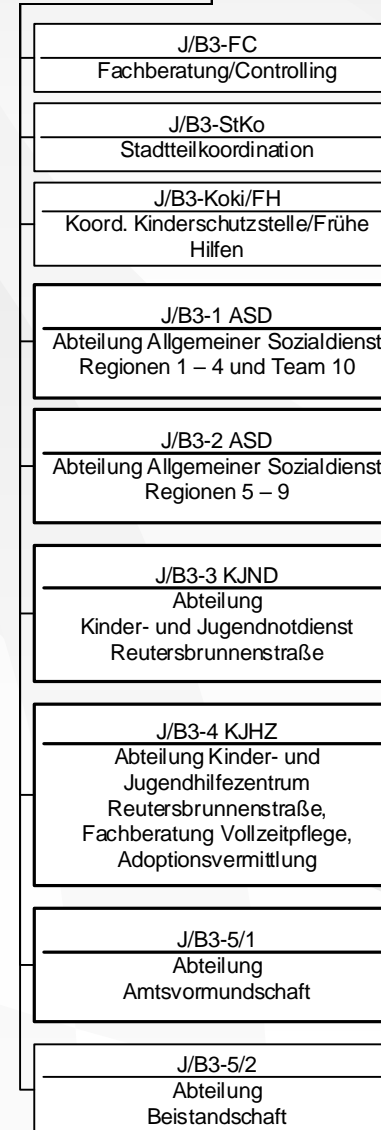 J/B3-FC
Fachberatung/Controlling
J/B3-StKo
Stadtteilkoordination
J/B3-Koki/FH
Koord. Kinderschutzstelle/Frühe
Hilfen
J/B3-1 ASD
Abteilung Allgemeiner Sozialdienst
Regionen 1 – 4 und Team 10
J/B3-2 ASD
Abteilung Allgemeiner Sozialdienst
Regionen 5 – 9
J/B3-3 KJND
Abteilung
Kinder- und Jugendnotdienst
Reutersbrunnenstraße
J/B3-4 KJHZ
Abteilung Kinder- und
Jugendhilfezentrum
Reutersbrunnenstraße,
Fachberatung Vollzeitpflege,
Adoptionsvermittlung
J/B3-5/1
Abteilung
Amtsvormundschaft
J/B3-5/2
Abteilung
Beistandschaft